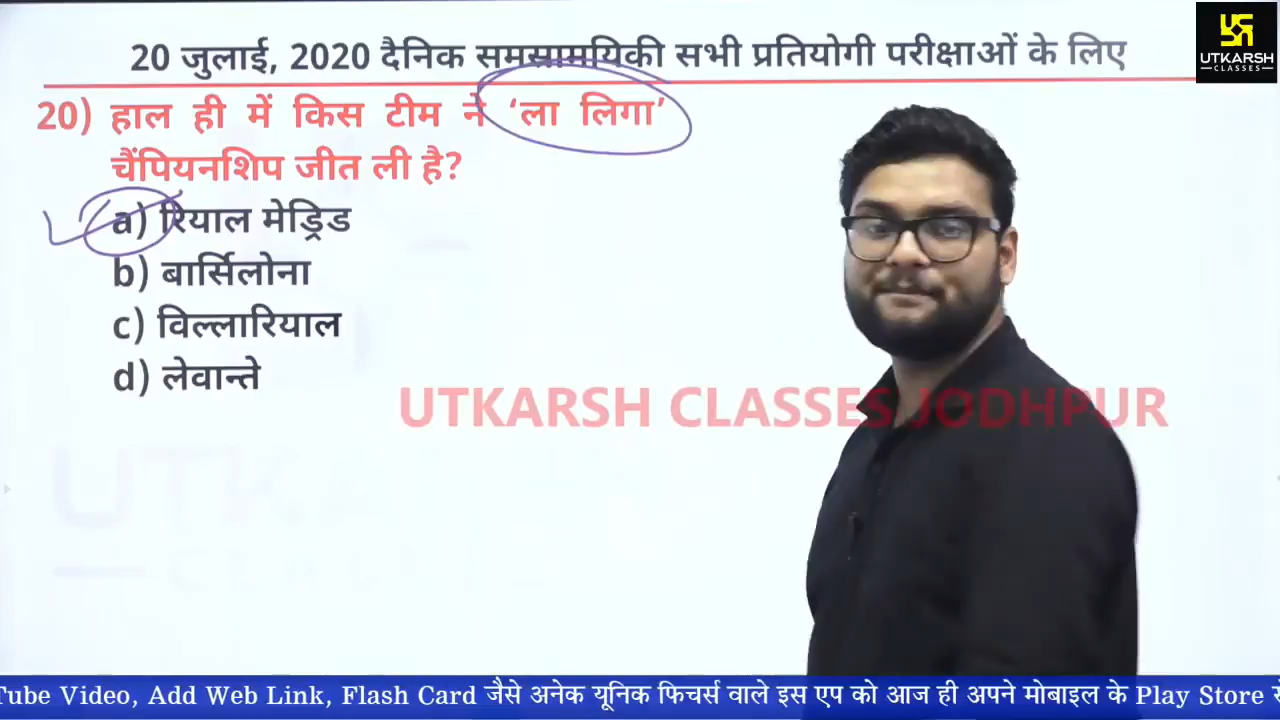 20 जुलाई, 2020 दैनिक समसामयिकी सभी प्रतियोगी परीक्षाओं के लिए
UTKARSH
CLASSES
20) हाल ही में किस टीम ने ‘ला लिगा’
चैंपियनशिप जीत ली है?
a) रियाल मेड्रिड
b) बार्सिलोना
c) विल्लारियाल
d) लेवान्ते
UTKARSH CLASSES JODHPUR
Tube Video, Add Web Link, Flash Card जैसे अनेक यूनिक फिचर्स वाले इस एप को आज ही अपने मोबाइल के Play Store